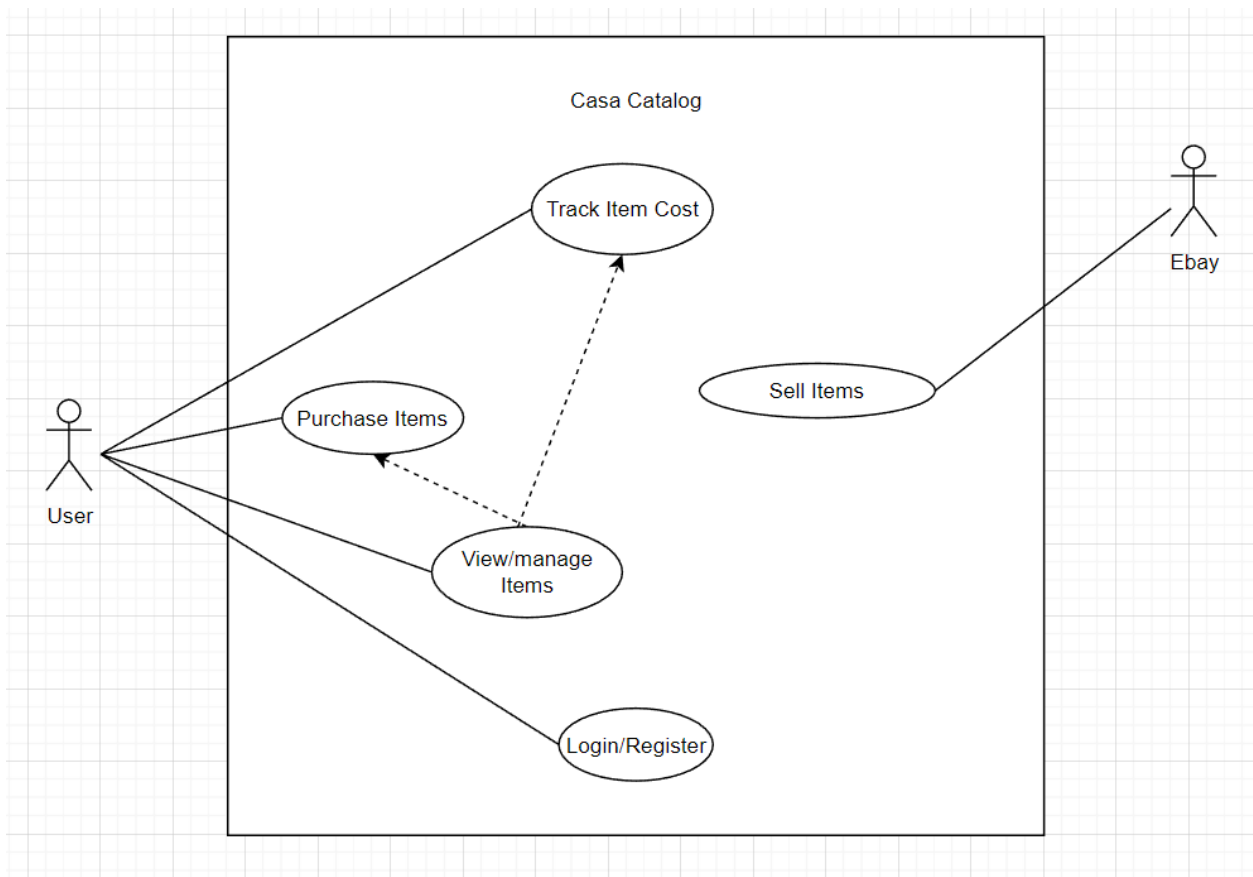 Casa Catalog
Track Item Cost
Ebay
Sell Items
Purchase Items
User
View/manage
Items
Login/Register